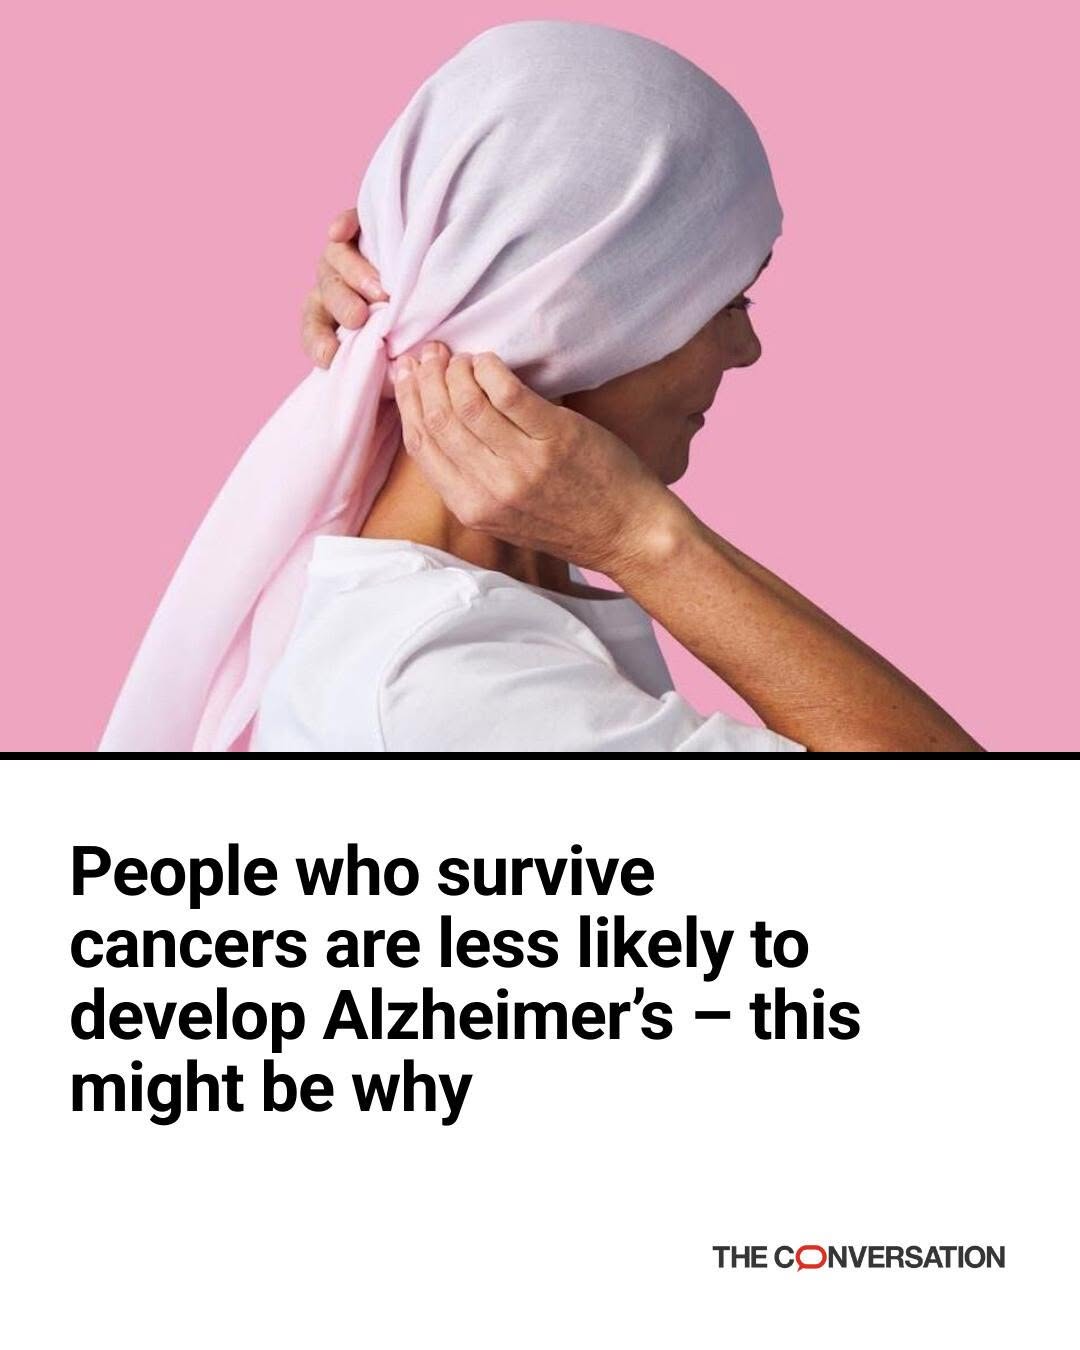 People who survive
cancers are less likely to
develop Alzheimer’s – this
might be why
THE CONVERSATION